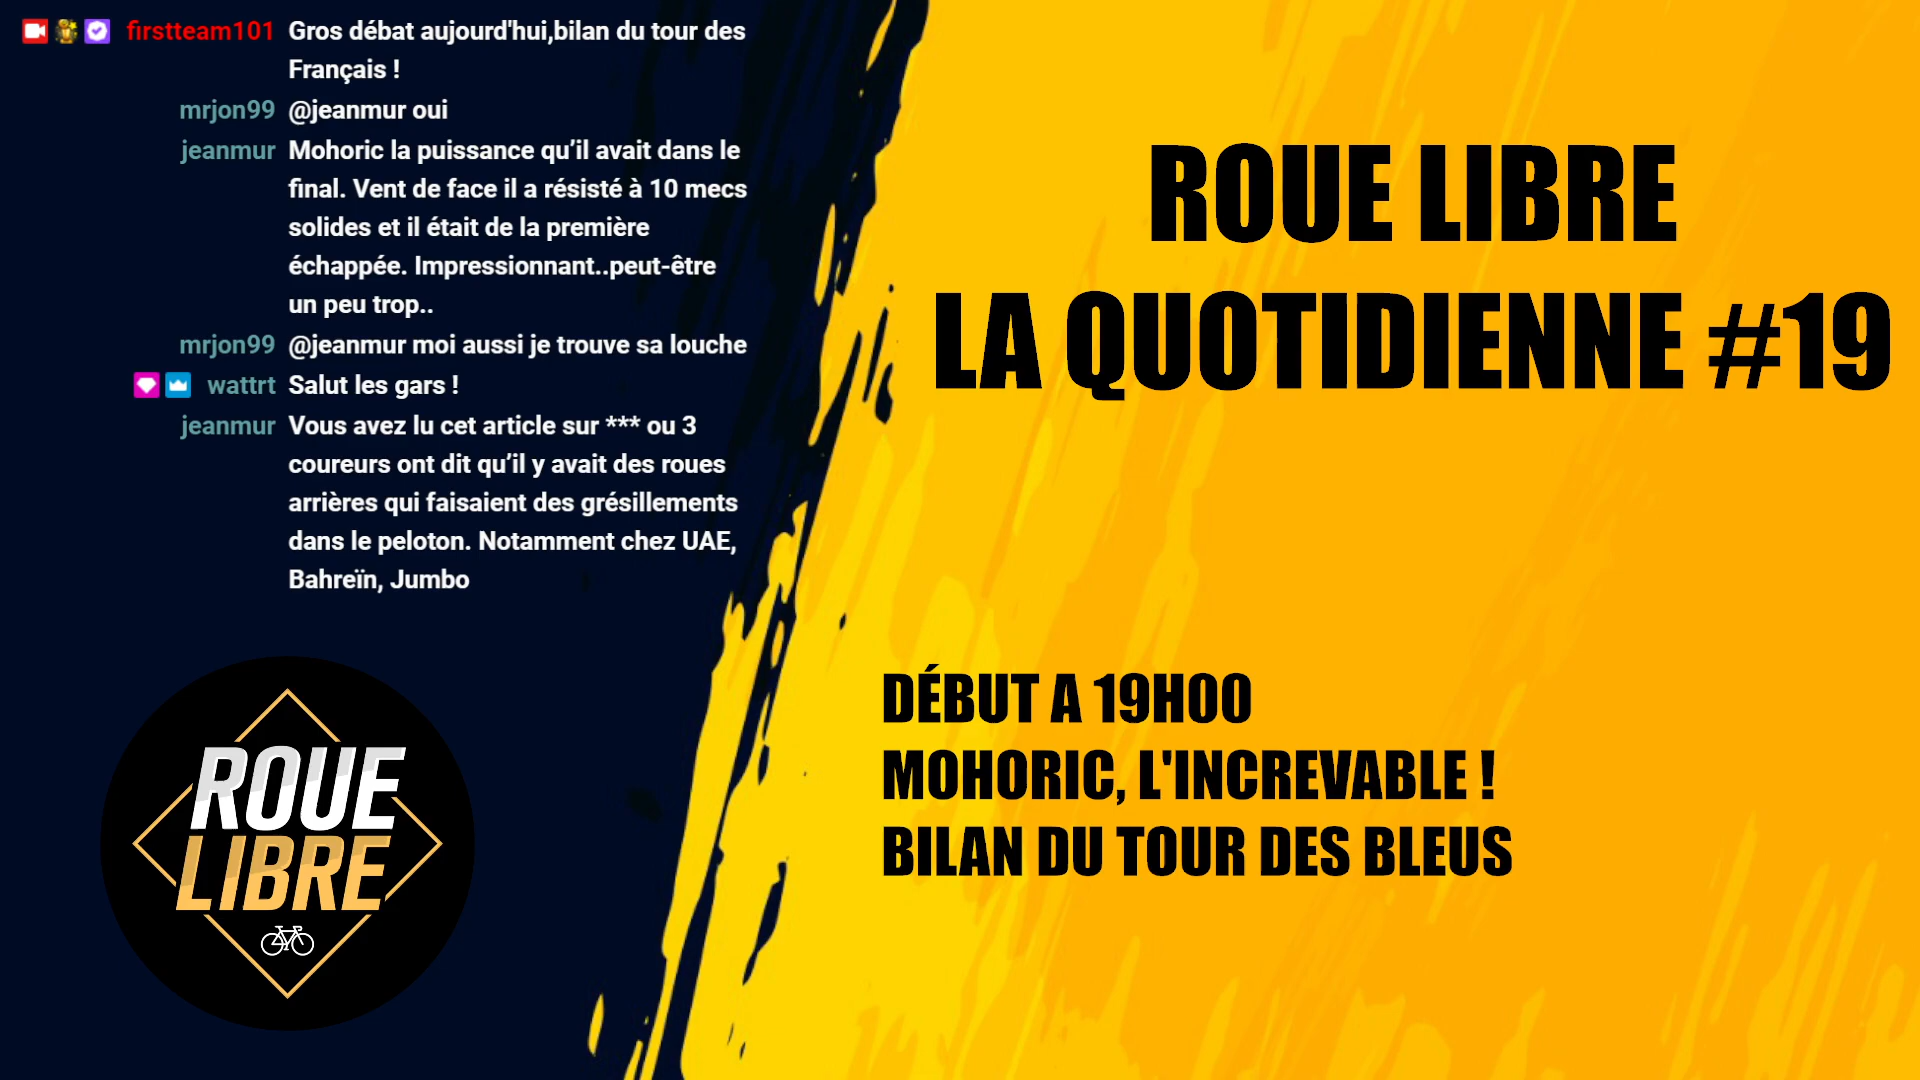 firstteam101 Gros débat aujourd'hui,bilan du tour des
Français !
mrjon99 @jeanmur oui
jeanmur Mohoric la puissance qu’il avait dans le
final. Vent de face il a résisté à 10 mecs
solides et il était de la première
échappée. Impressionnant..peut-être
un peu trop..
mrjon99 @jeanmur moi aussi je trouve sa louche
wattrt Salut les gars !
jeanmur Vous avez lu cet article sur *** ou 3
coureurs ont dit qu’il y avait des roues
arrières qui faisaient des grésillements
dans le peloton. Notamment chez UAE,
Bahreïn, Jumbo
ROUE
LIBRE
ROUE LIBRE
LA QUOTIDIENNE #19
DÉBUT A 19H00
MOHORIC, L'INCREVABLE !
BILAN DU TOUR DES BLEUS